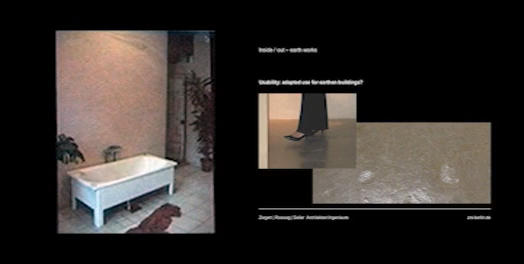 Inside / out – earth works
Usability: adapted use for earthen buildings?
Ziegert | Roswag | Seiler Architekten Ingenieure
zrs-berlin.de